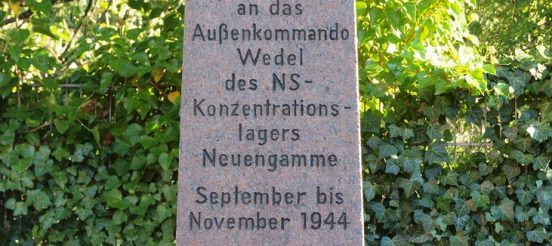 an das
Außenkommando
Wedel
des NS-
Konzentrations-
lagers
Neuengamme
September bis
November 1944